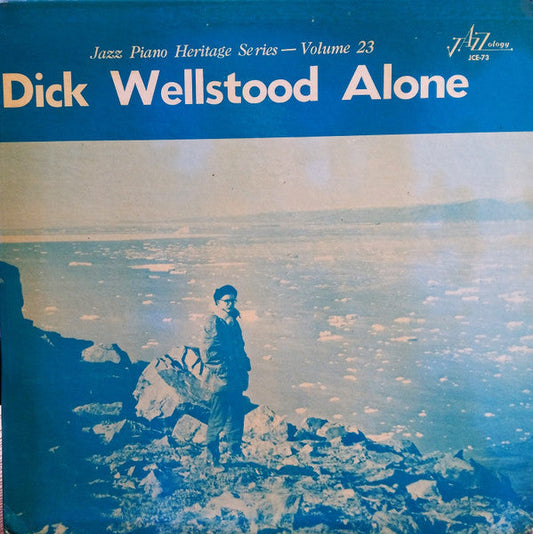 Jazz Piano Heritage Series — Volume 23
JAZZology
JCE-73
Dick Wellstood Alone